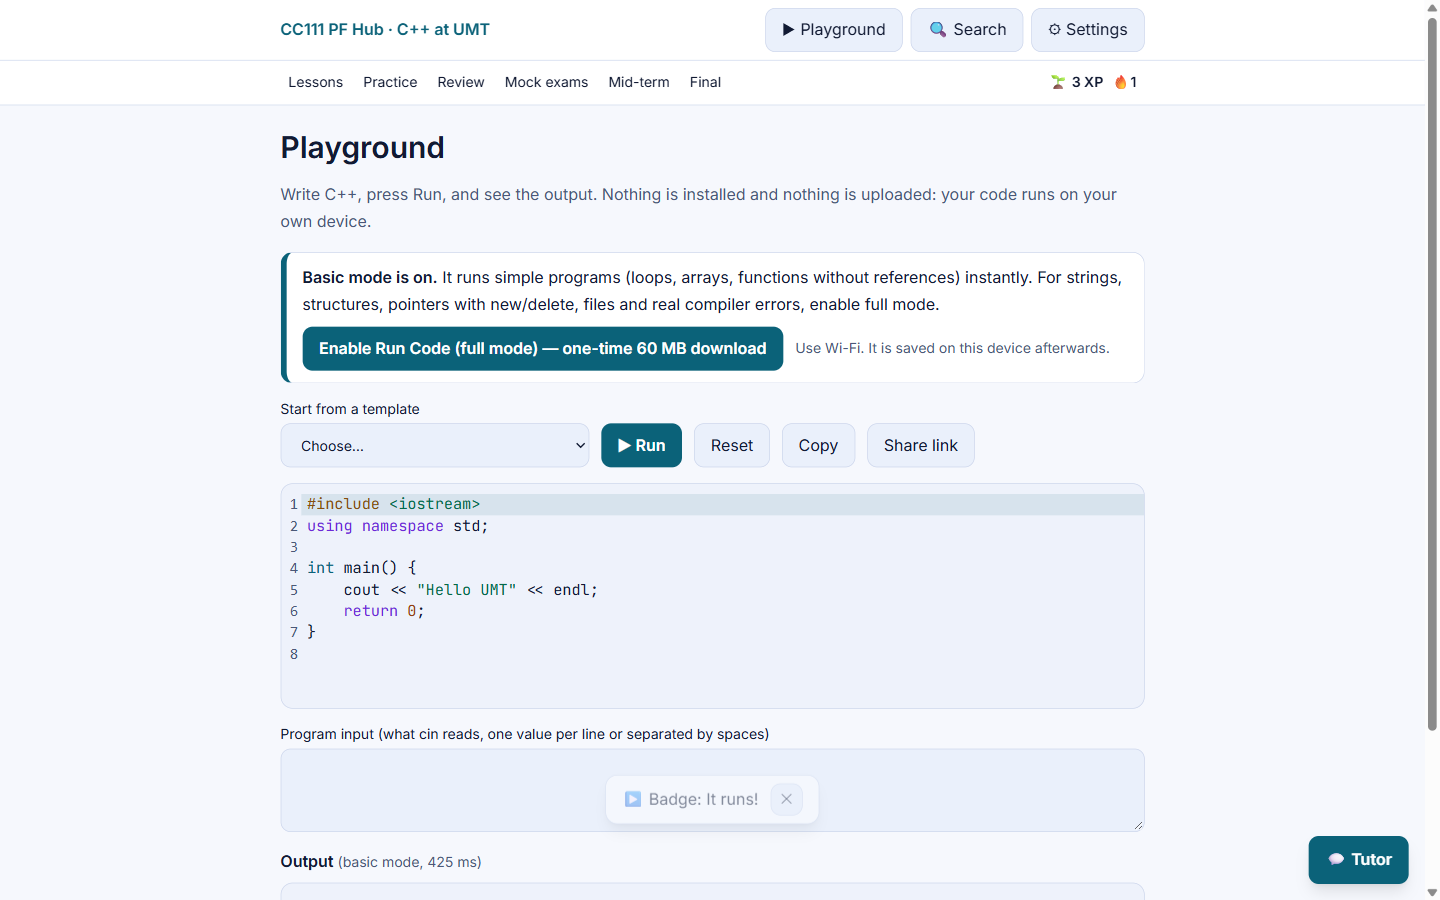 CC111 PF Hub · C++ at UMT
▶ Playground
🔍 Search
⚙ Settings
Lessons
Practice
Review
Mock exams
Mid-term
Final
🌱 3 XP 🔥 1
Playground
Write C++, press Run, and see the output. Nothing is installed and nothing is uploaded: your code runs on your
own device.
Basic mode is on. It runs simple programs (loops, arrays, functions without references) instantly. For strings,
structures, pointers with new/delete, files and real compiler errors, enable full mode.
Enable Run Code (full mode) — one-time 60 MB download
Use Wi-Fi. It is saved on this device afterwards.
Start from a template
Choose...
▶ Run
Reset
Copy
Share link
1 #include <iostream>
2 using namespace std;
3
4 int main() {
5     cout << "Hello UMT" << endl;
6     return 0;
7 }
8
Program input (what cin reads, one value per line or separated by spaces)
▶ Badge: It runs! ×
Output (basic mode, 425 ms)
💬 Tutor